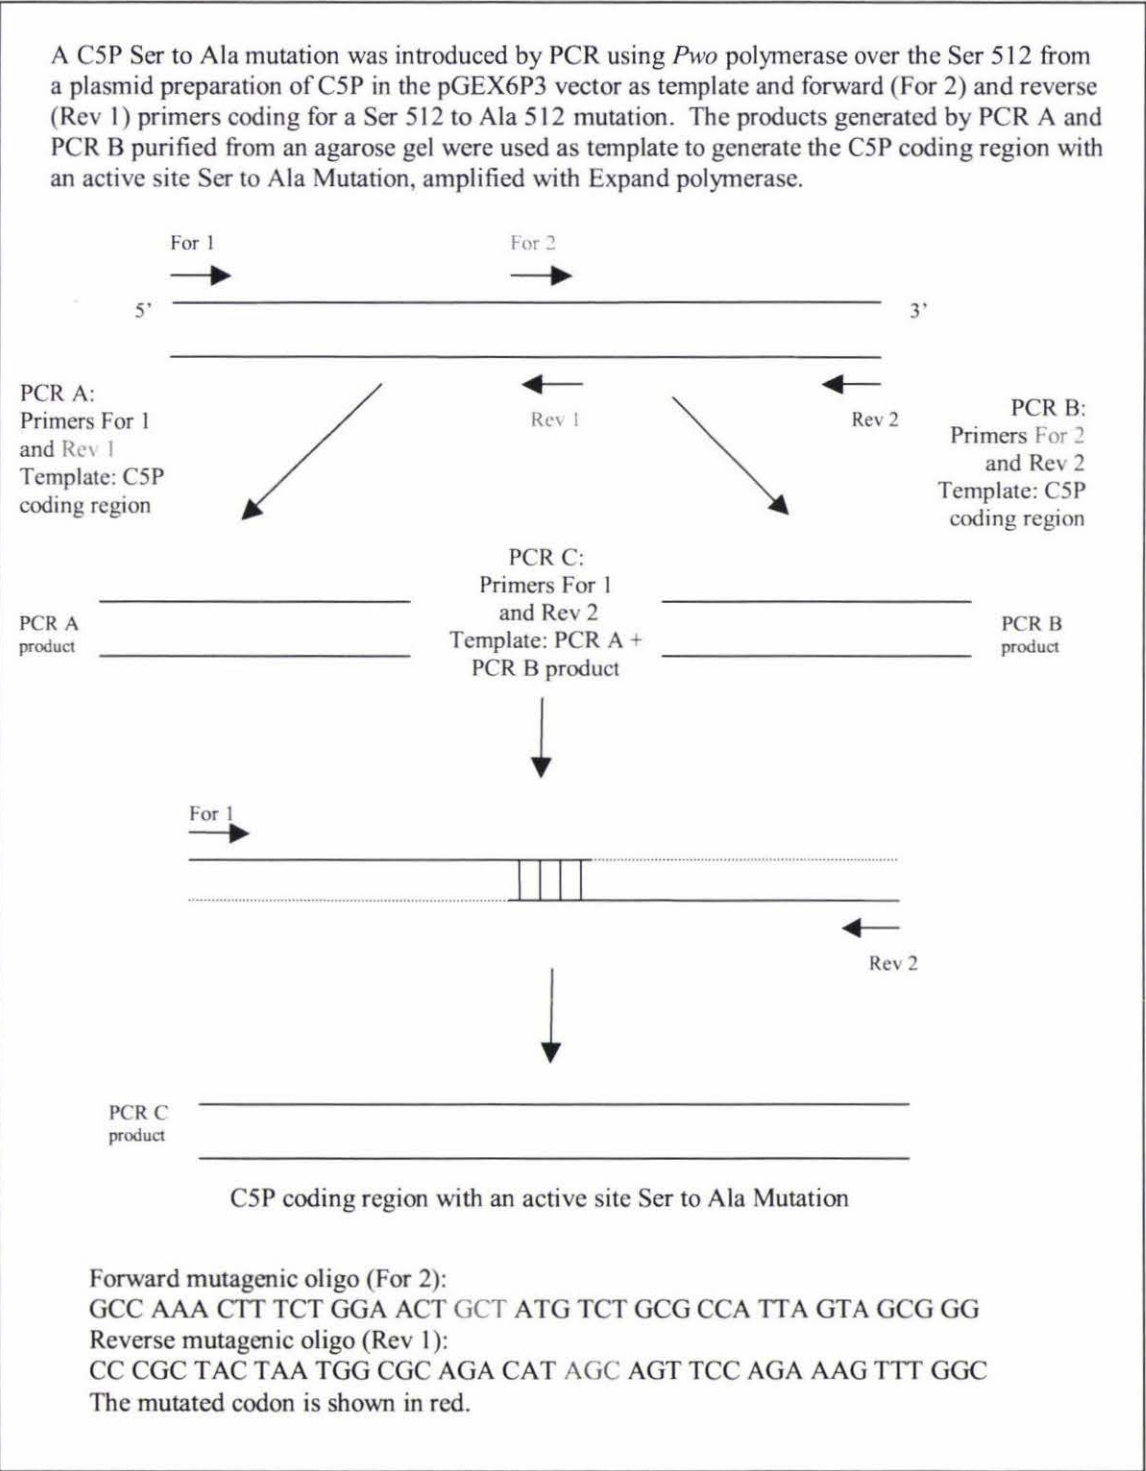 A C5P Ser to Ala mutation was introduced by PCR using Pwo polymerase over the Ser 512 from
a plasmid preparation of C5P in the pGEX6P3 vector as template and forward (For 2) and reverse
(Rev 1) primers coding for a Ser 512 to Ala 512 mutation. The products generated by PCR A and
PCR B purified from an agarose gel were used as template to generate the C5P coding region with
an active site Ser to Ala Mutation, amplified with Expand polymerase.
For 1
For 2
5'
3'
PCR A:
Primers For 1
and Rev 1
Template: C5P
coding region
Rev 1
Rev 2
PCR B:
Primers For 2
and Rev 2
Template: C5P
coding region
PCR C:
Primers For 1
and Rev 2
Template: PCR A +
PCR B product
PCR A
product
PCR B
product
For 1
Rev 2
PCR C
product
C5P coding region with an active site Ser to Ala Mutation
Forward mutagenic oligo (For 2):
GCC AAA CTT TCT GGA ACT GCT ATG TCT GCG CCA TTA GTA GCG GG
Reverse mutagenic oligo (Rev 1):
CC CGC TAC TAA TGG CGC AGA CAT AGC AGT TCC AGA AAG TTT GGC
The mutated codon is shown in red.